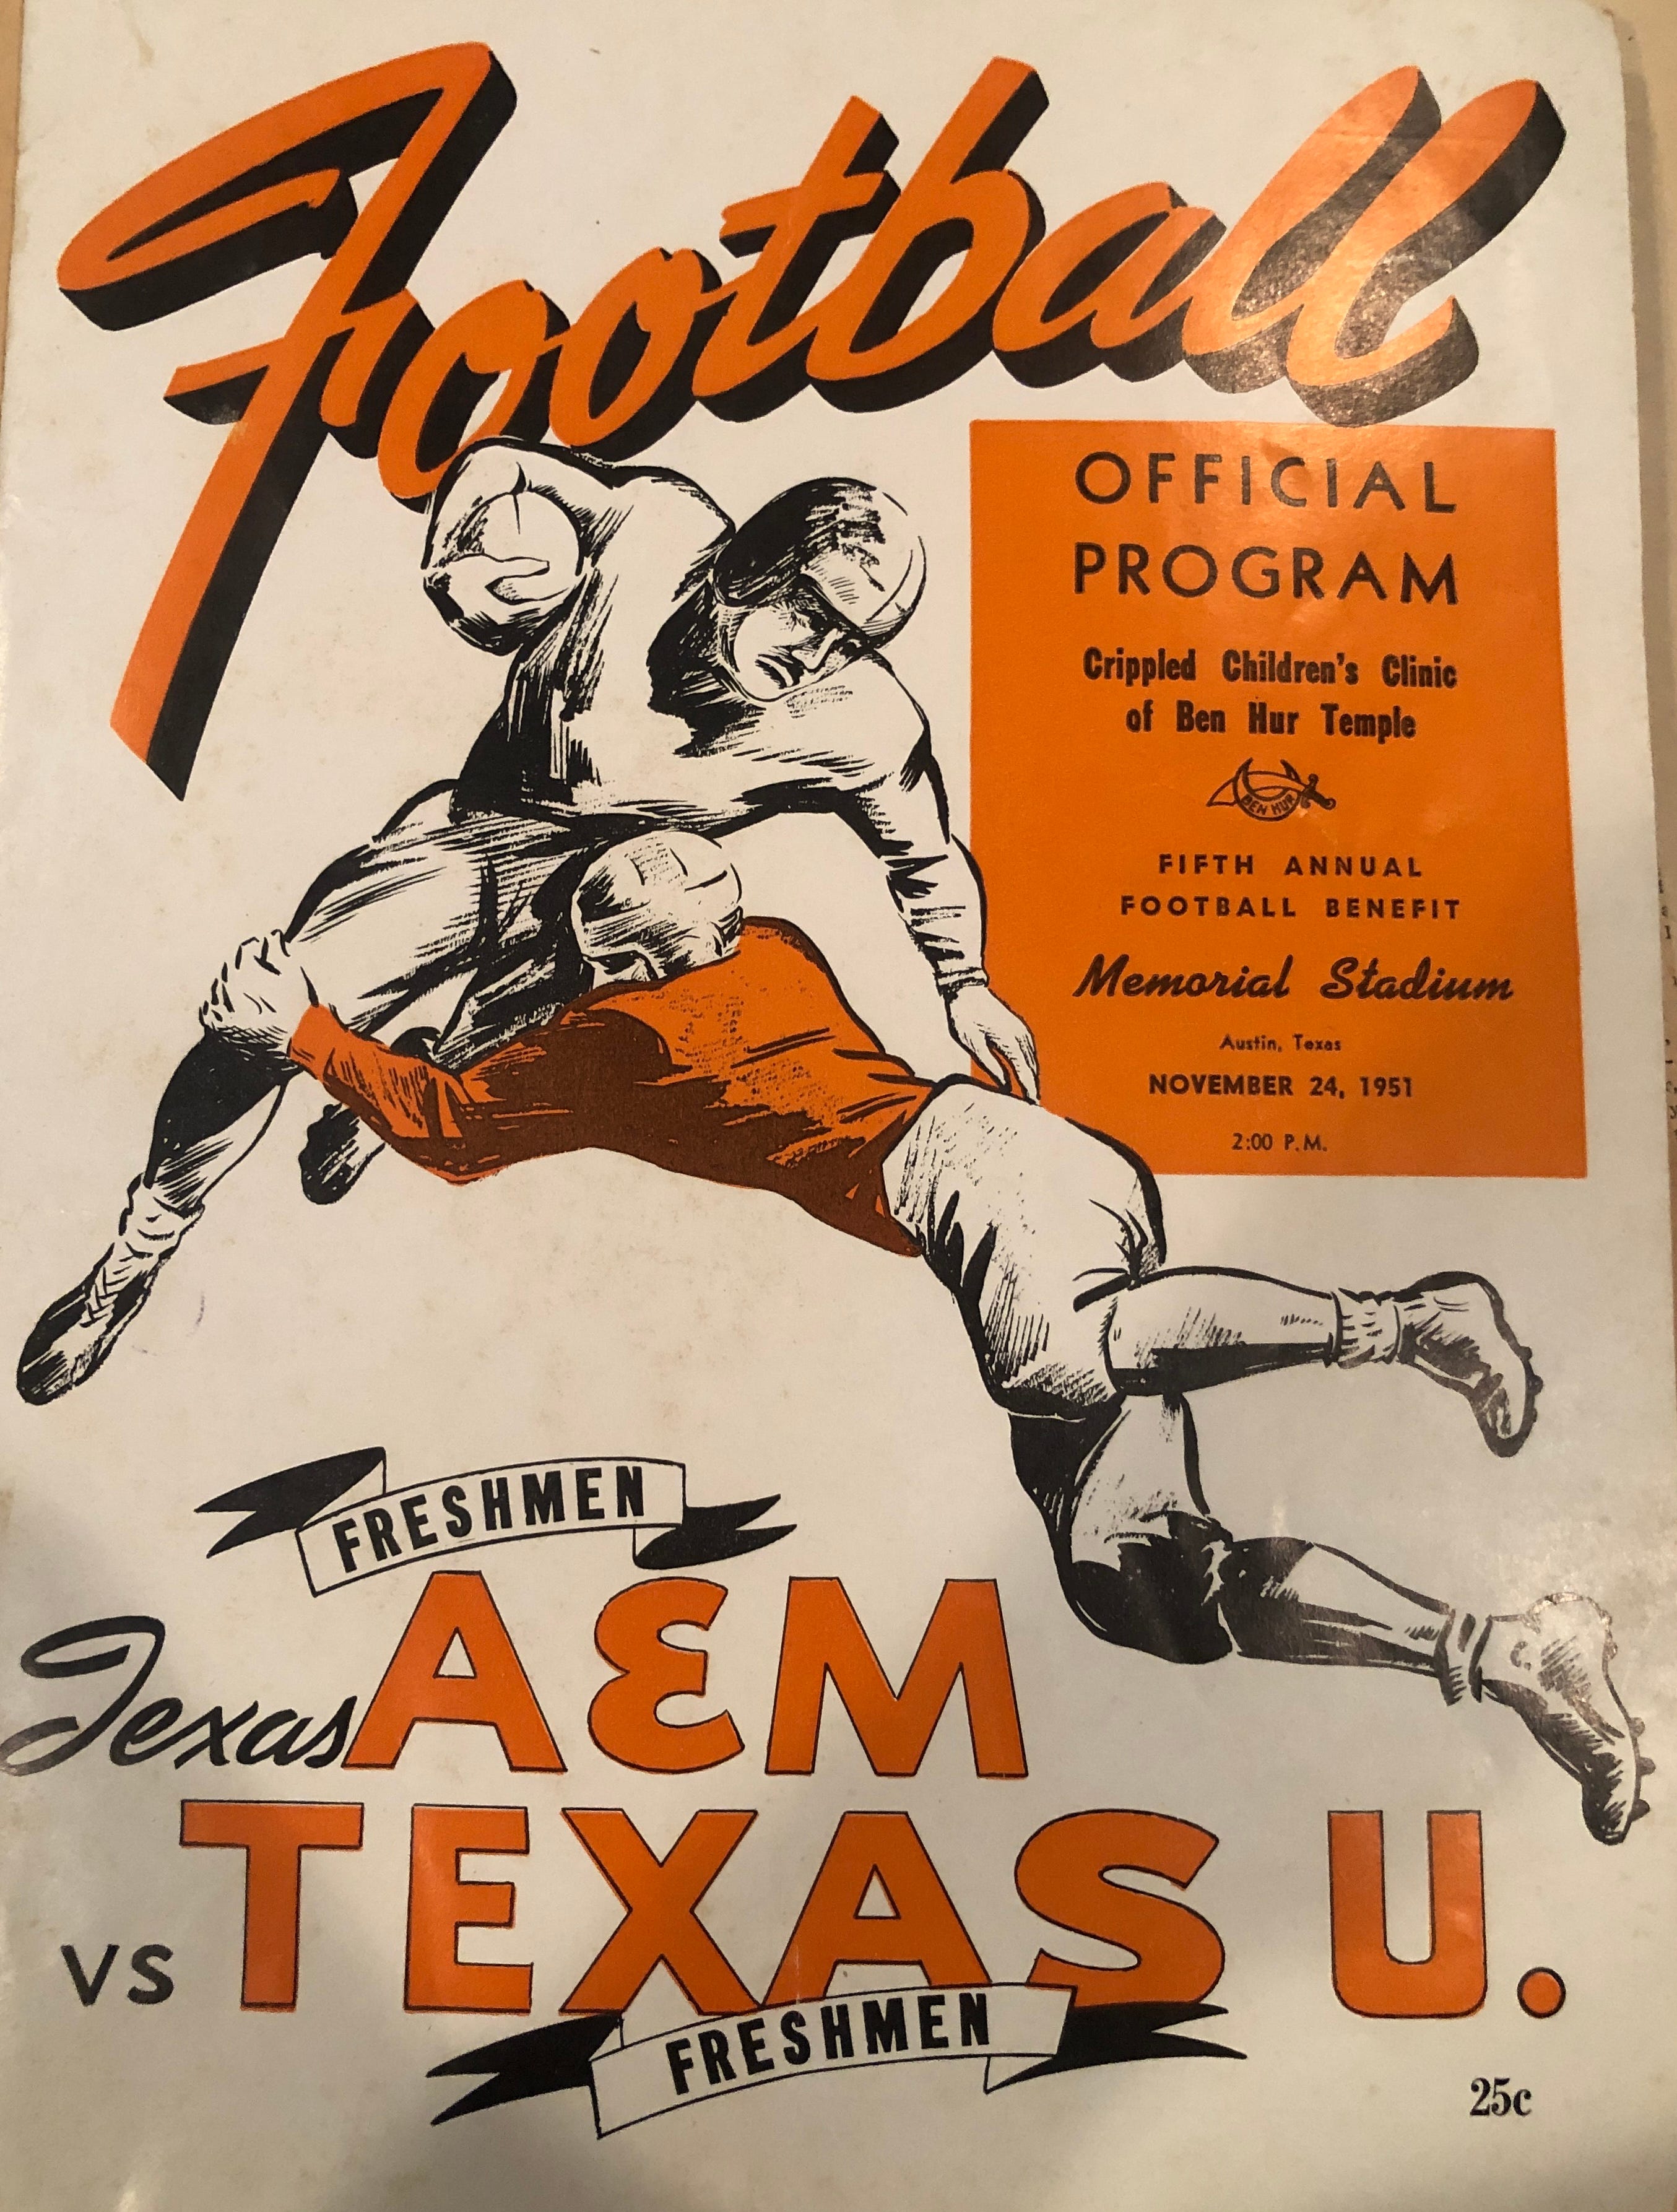 Football
OFFICIAL
PROGRAM
Crippled Children's Clinic
of Ben Hur Temple
BEN HUR
FIFTH ANNUAL
FOOTBALL BENEFIT
Memorial Stadium
Austin, Texas
NOVEMBER 24, 1951
2:00 P.M.
FRESHMEN
Texas A&M
VS TEXAS U.
FRESHMEN
25c